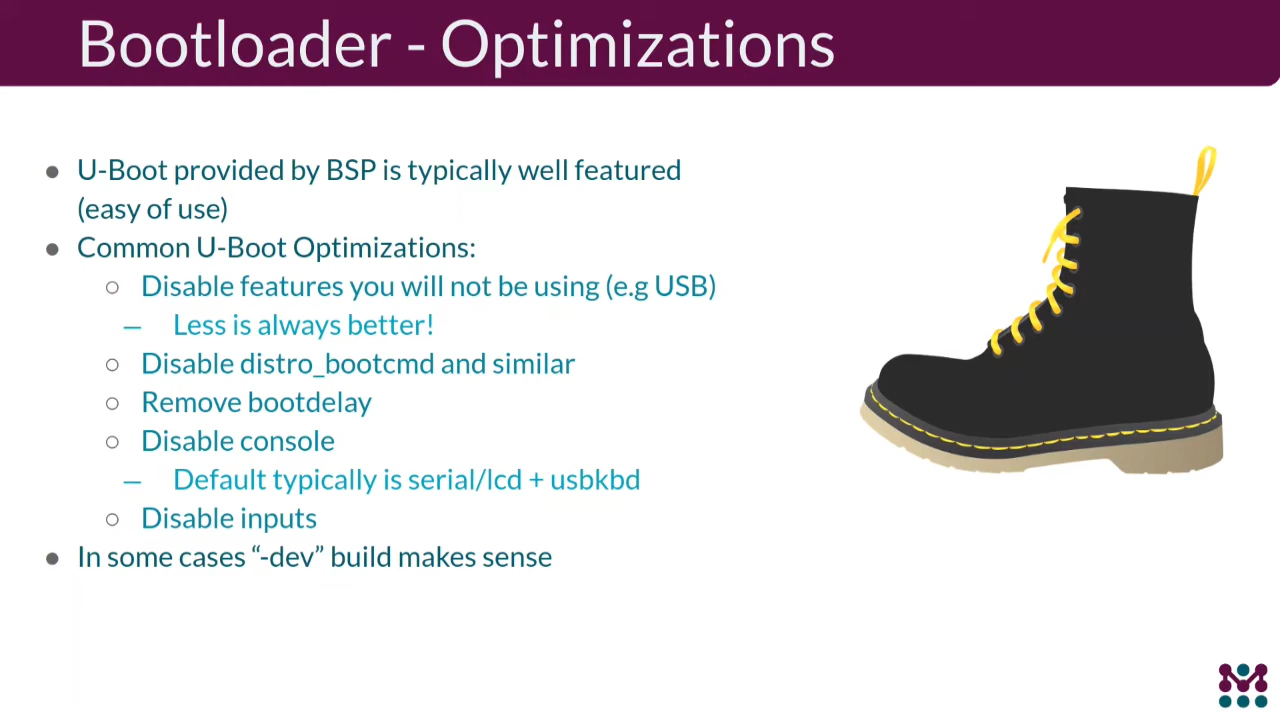 Bootloader - Optimizations
● U-Boot provided by BSP is typically well featured
(easy of use)
● Common U-Boot Optimizations:
○ Disable features you will not be using (e.g USB)
– Less is always better!
○ Disable distro_bootcmd and similar
○ Remove bootdelay
○ Disable console
– Default typically is serial/lcd + usbkbd
○ Disable inputs
● In some cases “-dev” build makes sense